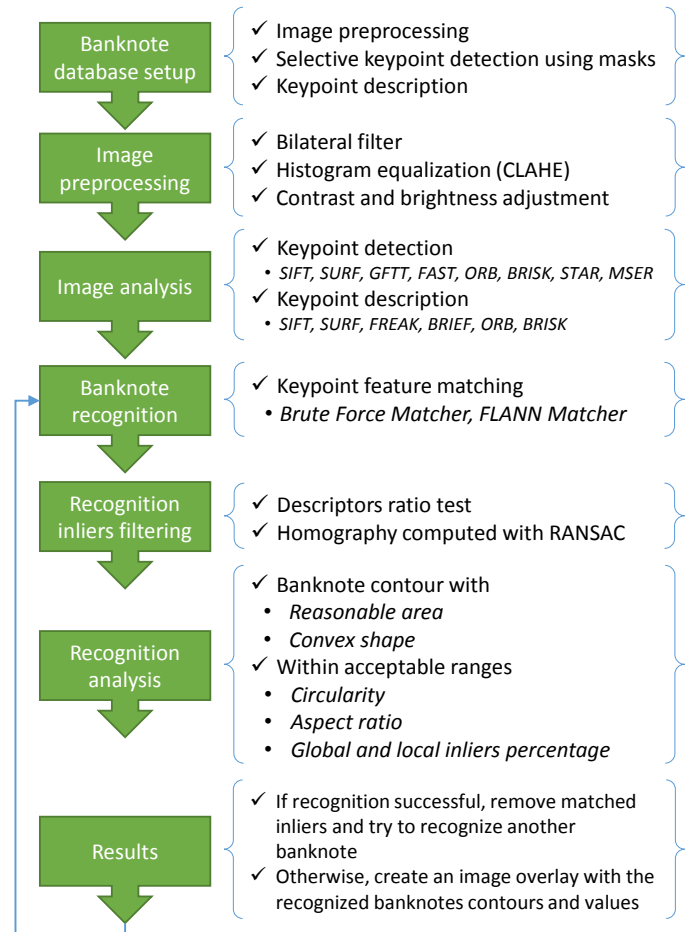 Banknote
database setup
✓ Image preprocessing
✓ Selective keypoint detection using masks
✓ Keypoint description
Image
preprocessing
✓ Bilateral filter
✓ Histogram equalization (CLAHE)
✓ Contrast and brightness adjustment
Image analysis
✓ Keypoint detection
• SIFT, SURF, GFTT, FAST, ORB, BRISK, STAR, MSER
✓ Keypoint description
• SIFT, SURF, FREAK, BRIEF, ORB, BRISK
Banknote
recognition
✓ Keypoint feature matching
• Brute Force Matcher, FLANN Matcher
Recognition
inliers filtering
✓ Descriptors ratio test
✓ Homography computed with RANSAC
Recognition
analysis
✓ Banknote contour with
• Reasonable area
• Convex shape
✓ Within acceptable ranges
• Circularity
• Aspect ratio
• Global and local inliers percentage
Results
✓ If recognition successful, remove matched
inliers and try to recognize another
banknote
✓ Otherwise, create an image overlay with the
recognized banknotes contours and values